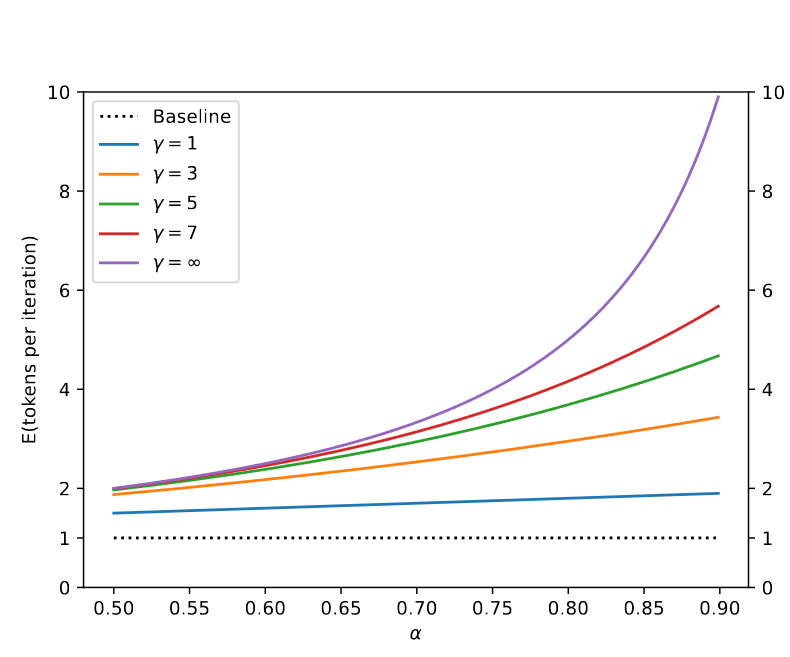 10
8
6
4
2
1
0
E(tokens per iteration)
Baseline
γ = 1
γ = 3
γ = 5
γ = 7
γ = ∞
10
8
6
4
2
1
0
0.50 0.55 0.60 0.65 0.70 0.75 0.80 0.85 0.90
α